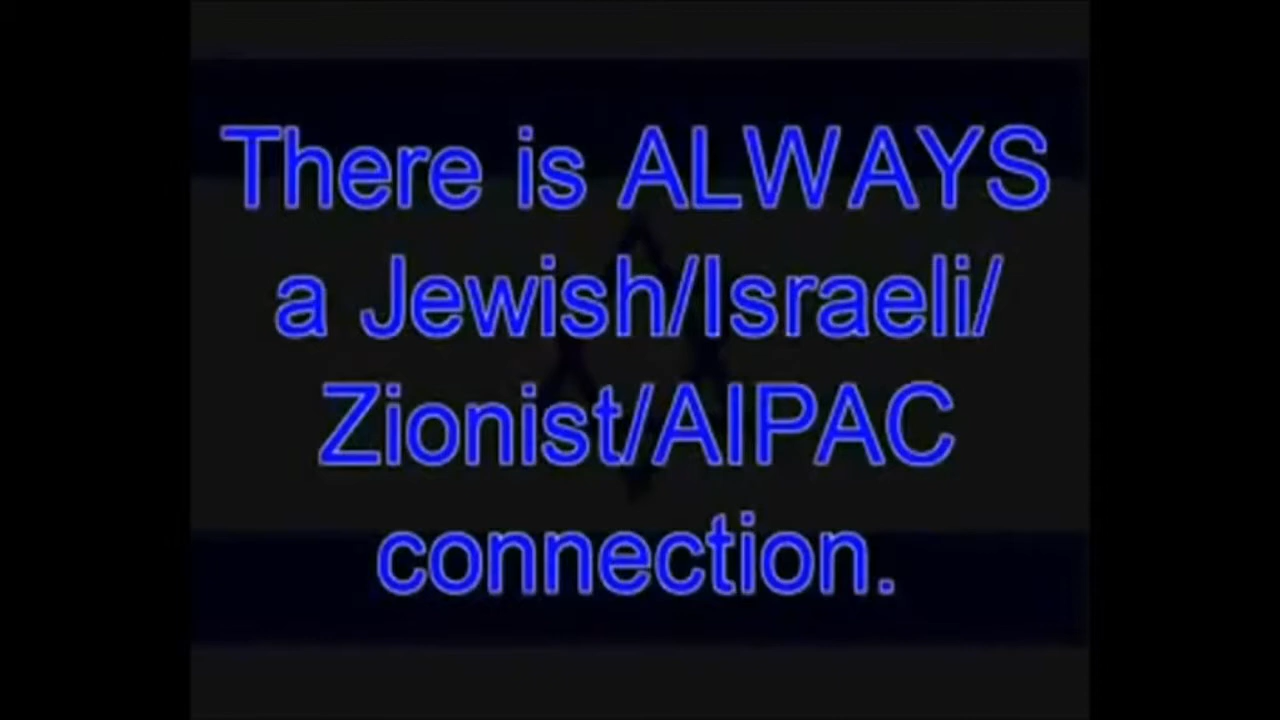 There is ALWAYS
a Jewish/Israeli/
Zionist/AIPAC
connection.